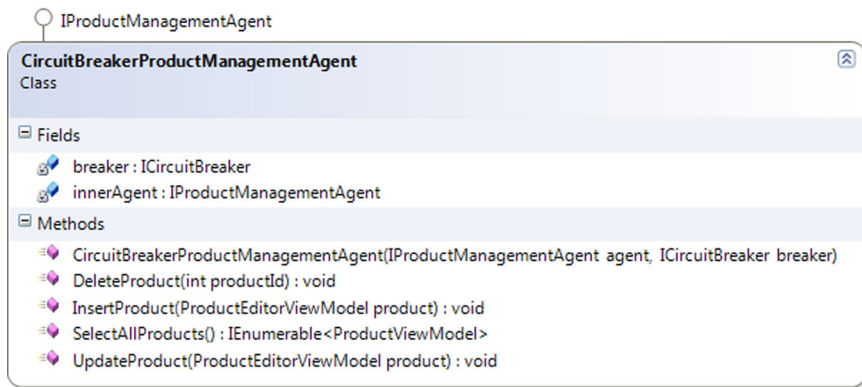 IProductManagementAgent
CircuitBreakerProductManagementAgent
Class
Fields
breaker : ICircuitBreaker
innerAgent : IProductManagementAgent
Methods
CircuitBreakerProductManagementAgent(IProductManagementAgent agent, ICircuitBreaker breaker)
DeleteProduct(int productId) : void
InsertProduct(ProductEditorViewModel product) : void
SelectAllProducts() : IEnumerable<ProductViewModel>
UpdateProduct(ProductEditorViewModel product) : void